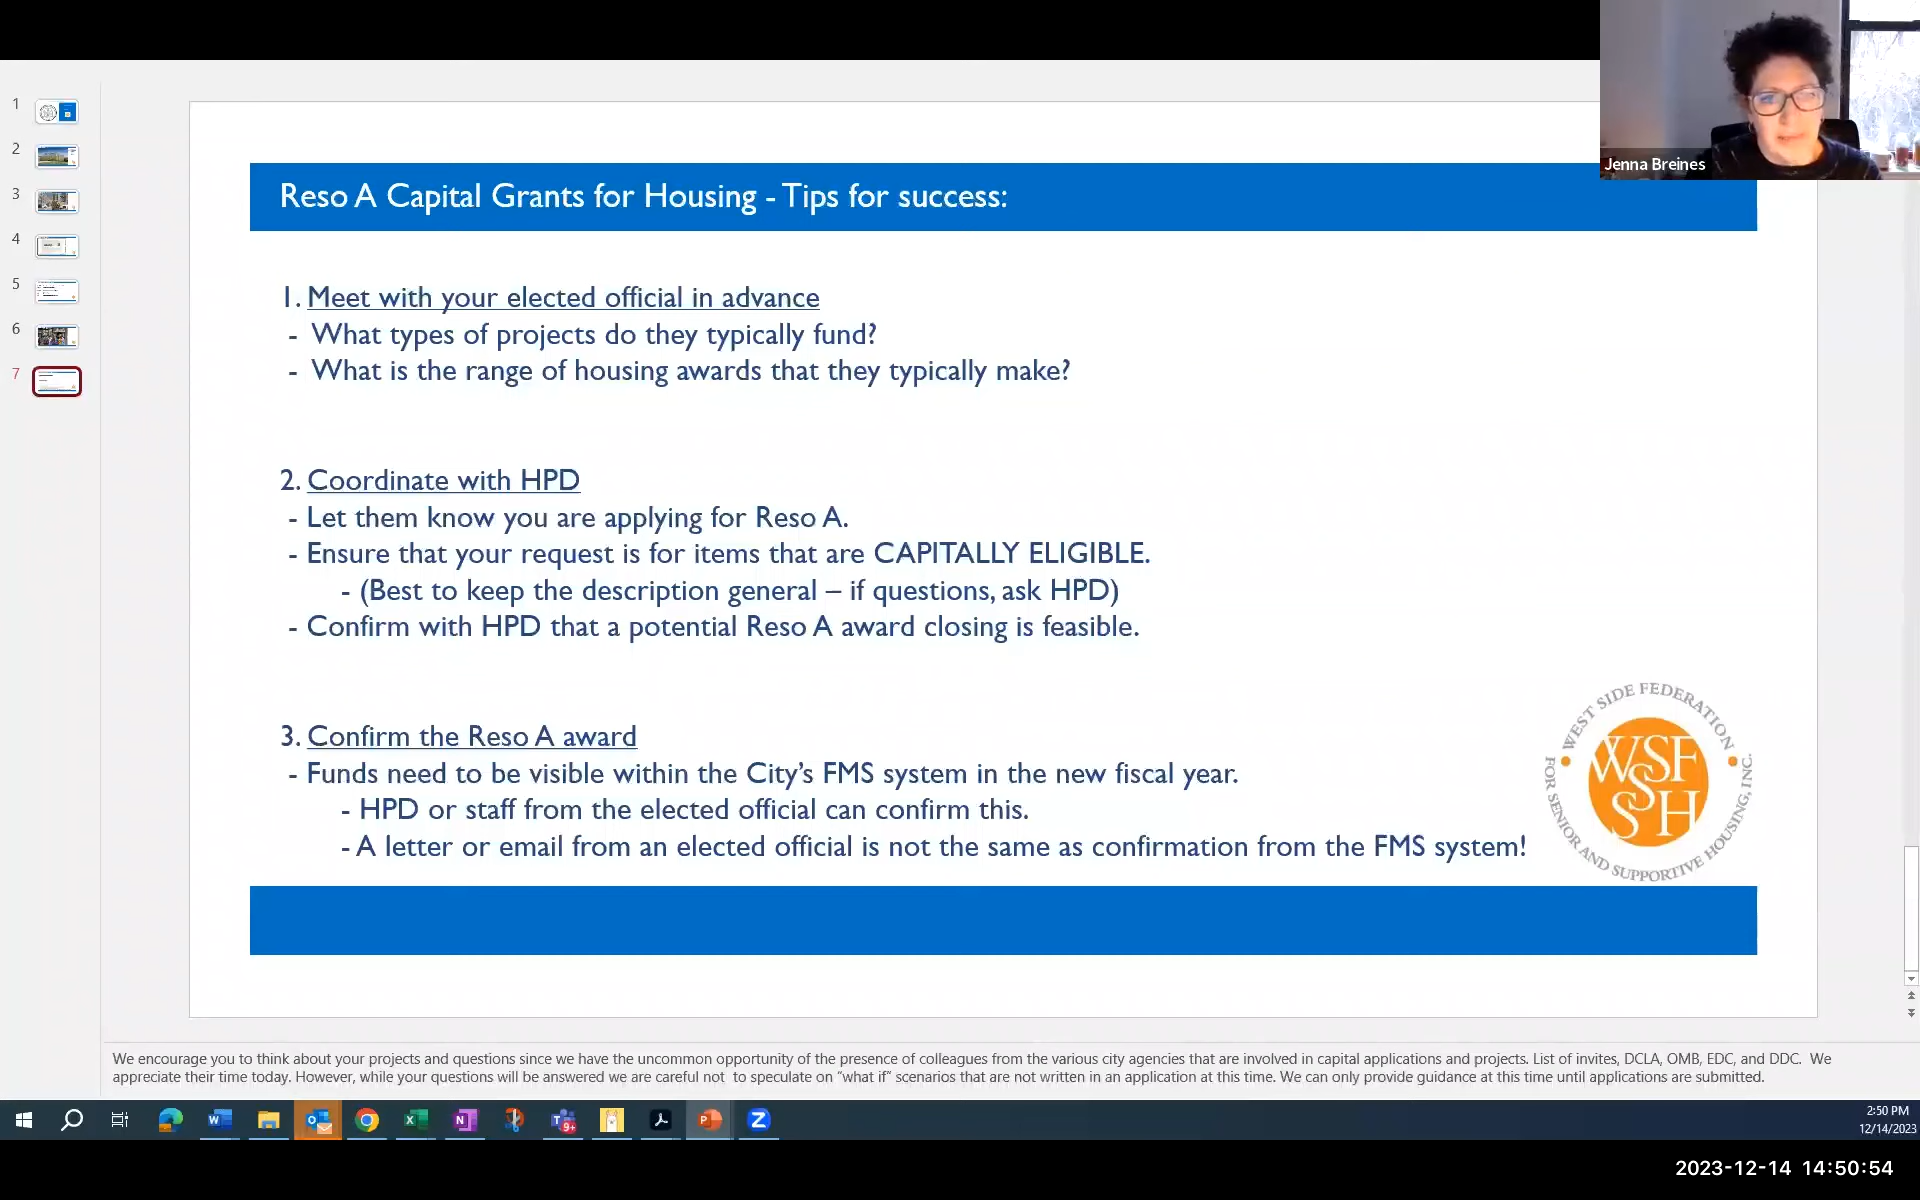 Jenna Breines
1
2
3
4
5
6
7
Reso A Capital Grants for Housing - Tips for success:
1. Meet with your elected official in advance
- What types of projects do they typically fund?
- What is the range of housing awards that they typically make?
2. Coordinate with HPD
- Let them know you are applying for Reso A.
- Ensure that your request is for items that are CAPITALLY ELIGIBLE.
- (Best to keep the description general – if questions, ask HPD)
- Confirm with HPD that a potential Reso A award closing is feasible.
3. Confirm the Reso A award
- Funds need to be visible within the City’s FMS system in the new fiscal year.
- HPD or staff from the elected official can confirm this.
- A letter or email from an elected official is not the same as confirmation from the FMS system!
WEST SIDE FEDERATION
FOR SENIOR AND SUPPORTIVE HOUSING, INC.
WSF
S
SH
We encourage you to think about your projects and questions since we have the uncommon opportunity of the presence of colleagues from the various city agencies that are involved in capital applications and projects. List of invites, DCLA, OMB, EDC, and DDC. We
appreciate their time today. However, while your questions will be answered we are careful not to speculate on "what if" scenarios that are not written in an application at this time. We can only provide guidance at this time until applications are submitted.
9+
2:50 PM
12/14/2023
2023-12-14 14:50:54